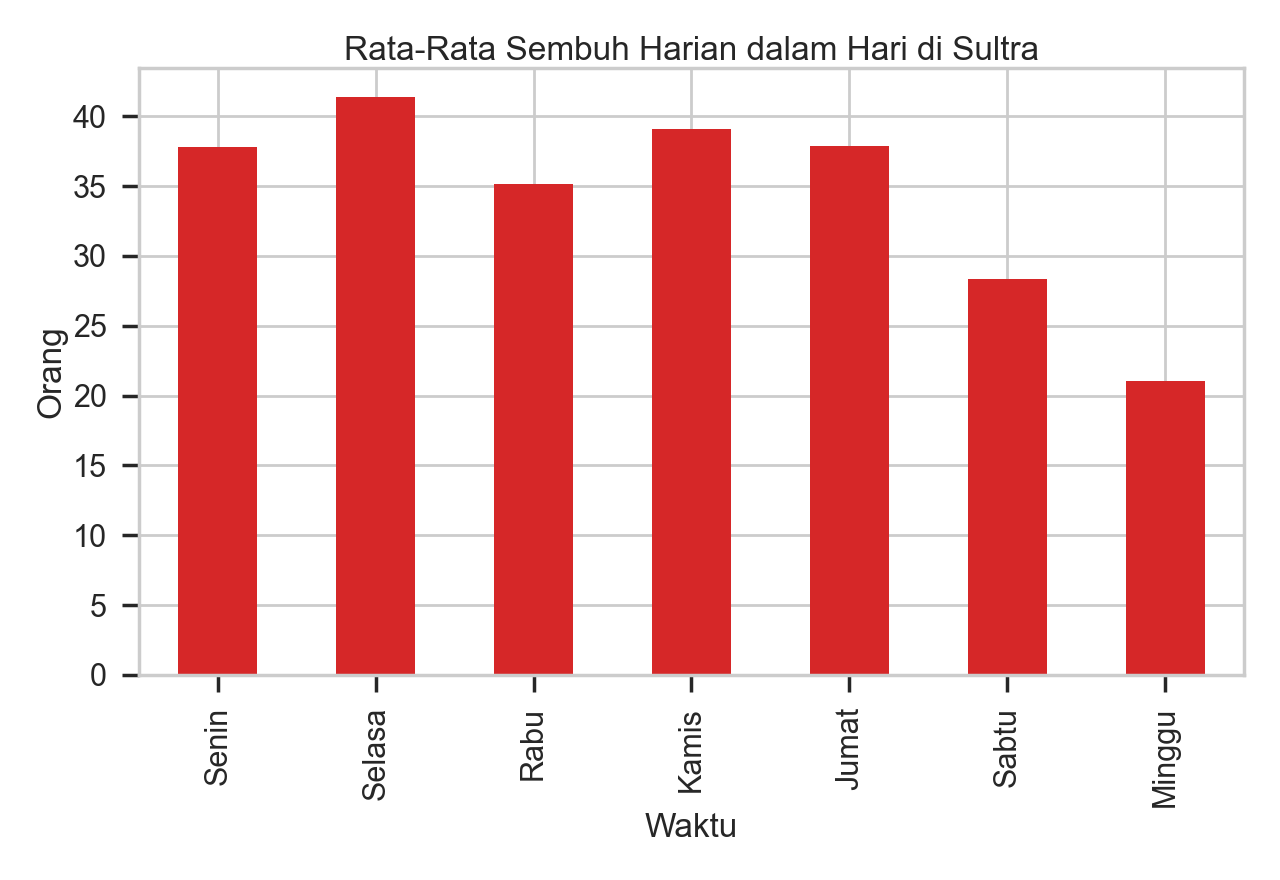 Rata-Rata Sembuh Harian dalam Hari di Sultra
Orang
40
35
30
25
20
15
10
5
0
Senin
Selasa
Rabu
Kamis
Jumat
Sabtu
Minggu
Waktu